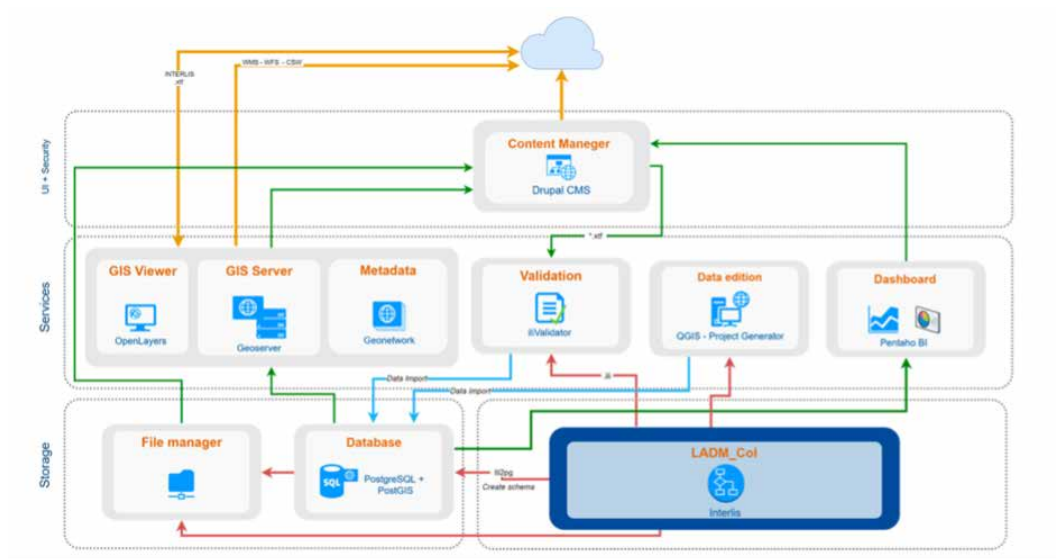 INTERLIS
.xtf
WMS - WFS - CSW
UI + Security
Content Maneger
Drupal CMS
*.xtf
Services
GIS Viewer
OpenLayers
GIS Server
Geoserver
Metadata
Geonetwork
Validation
iliValidator
Data edition
QGIS - Project Generator
Dashboard
Pentaho BI
Data Import
Data Import
.ili
Storage
File manager
Database
SQL
PostgreSQL +
PostGIS
ili2pg
Create schema
LADM_Col
Interlis